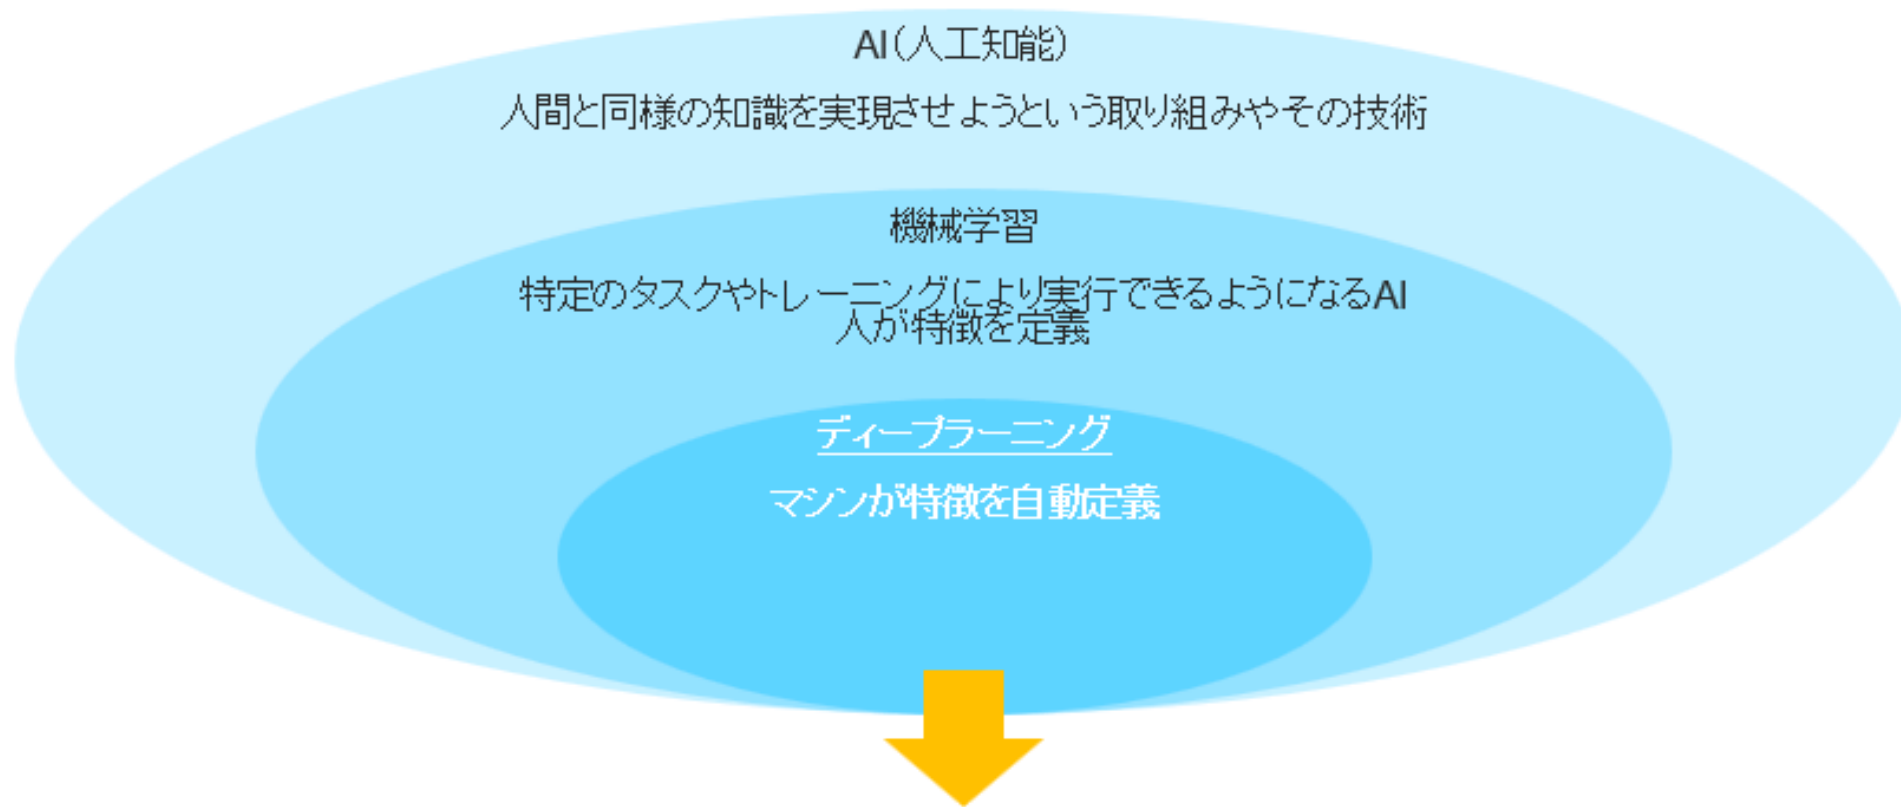 AI(人工知能)
人間と同様の知識を実現させようという取り組みやその技術
機械学習
特定のタスクやトレーニングにより実行できるようになるAI
人が特徴を定義
ディープラーニング
マシンが特徴を自動定義